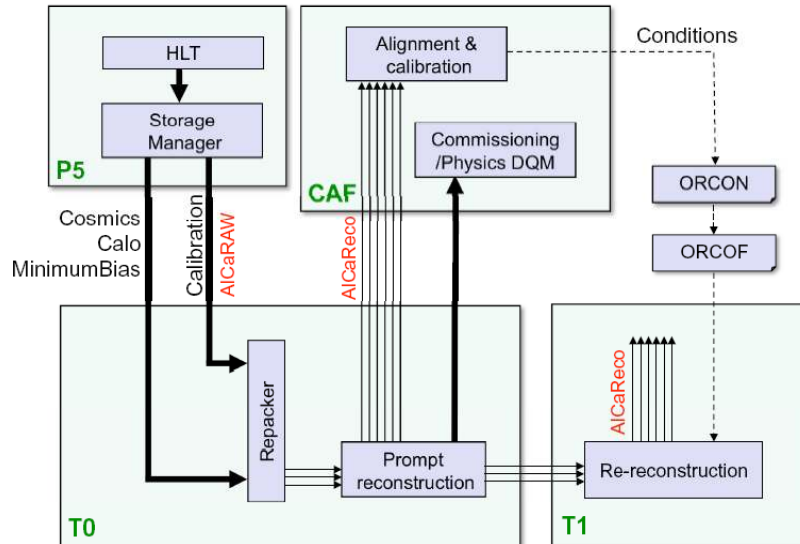 HLT
Storage
Manager
P5
Alignment &
calibration
Commissioning
/Physics DQM
CAF
Conditions
ORCON
ORCOF
Cosmics
Calo
MinimumBias
Calibration
AlCaRAW
AlCaReco
Repacker
Prompt
reconstruction
T0
AlCaReco
Re-reconstruction
T1